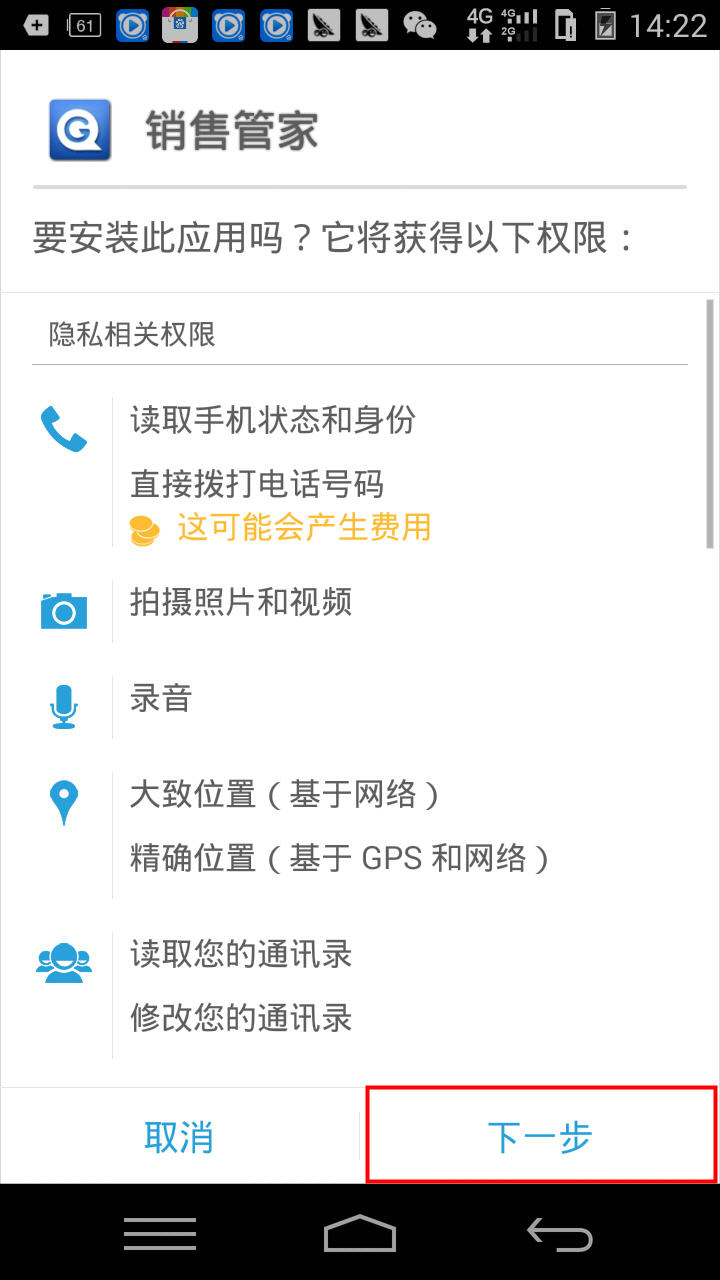 61 4G 4G 2G 14:22
销售管家
要安装此应用吗？它将获得以下权限：
隐私相关权限
读取手机状态和身份
直接拨打电话号码
这可能会产生费用
拍摄照片和视频
录音
大致位置（基于网络）
精确位置（基于 GPS 和网络）
读取您的通讯录
修改您的通讯录
取消 下一步